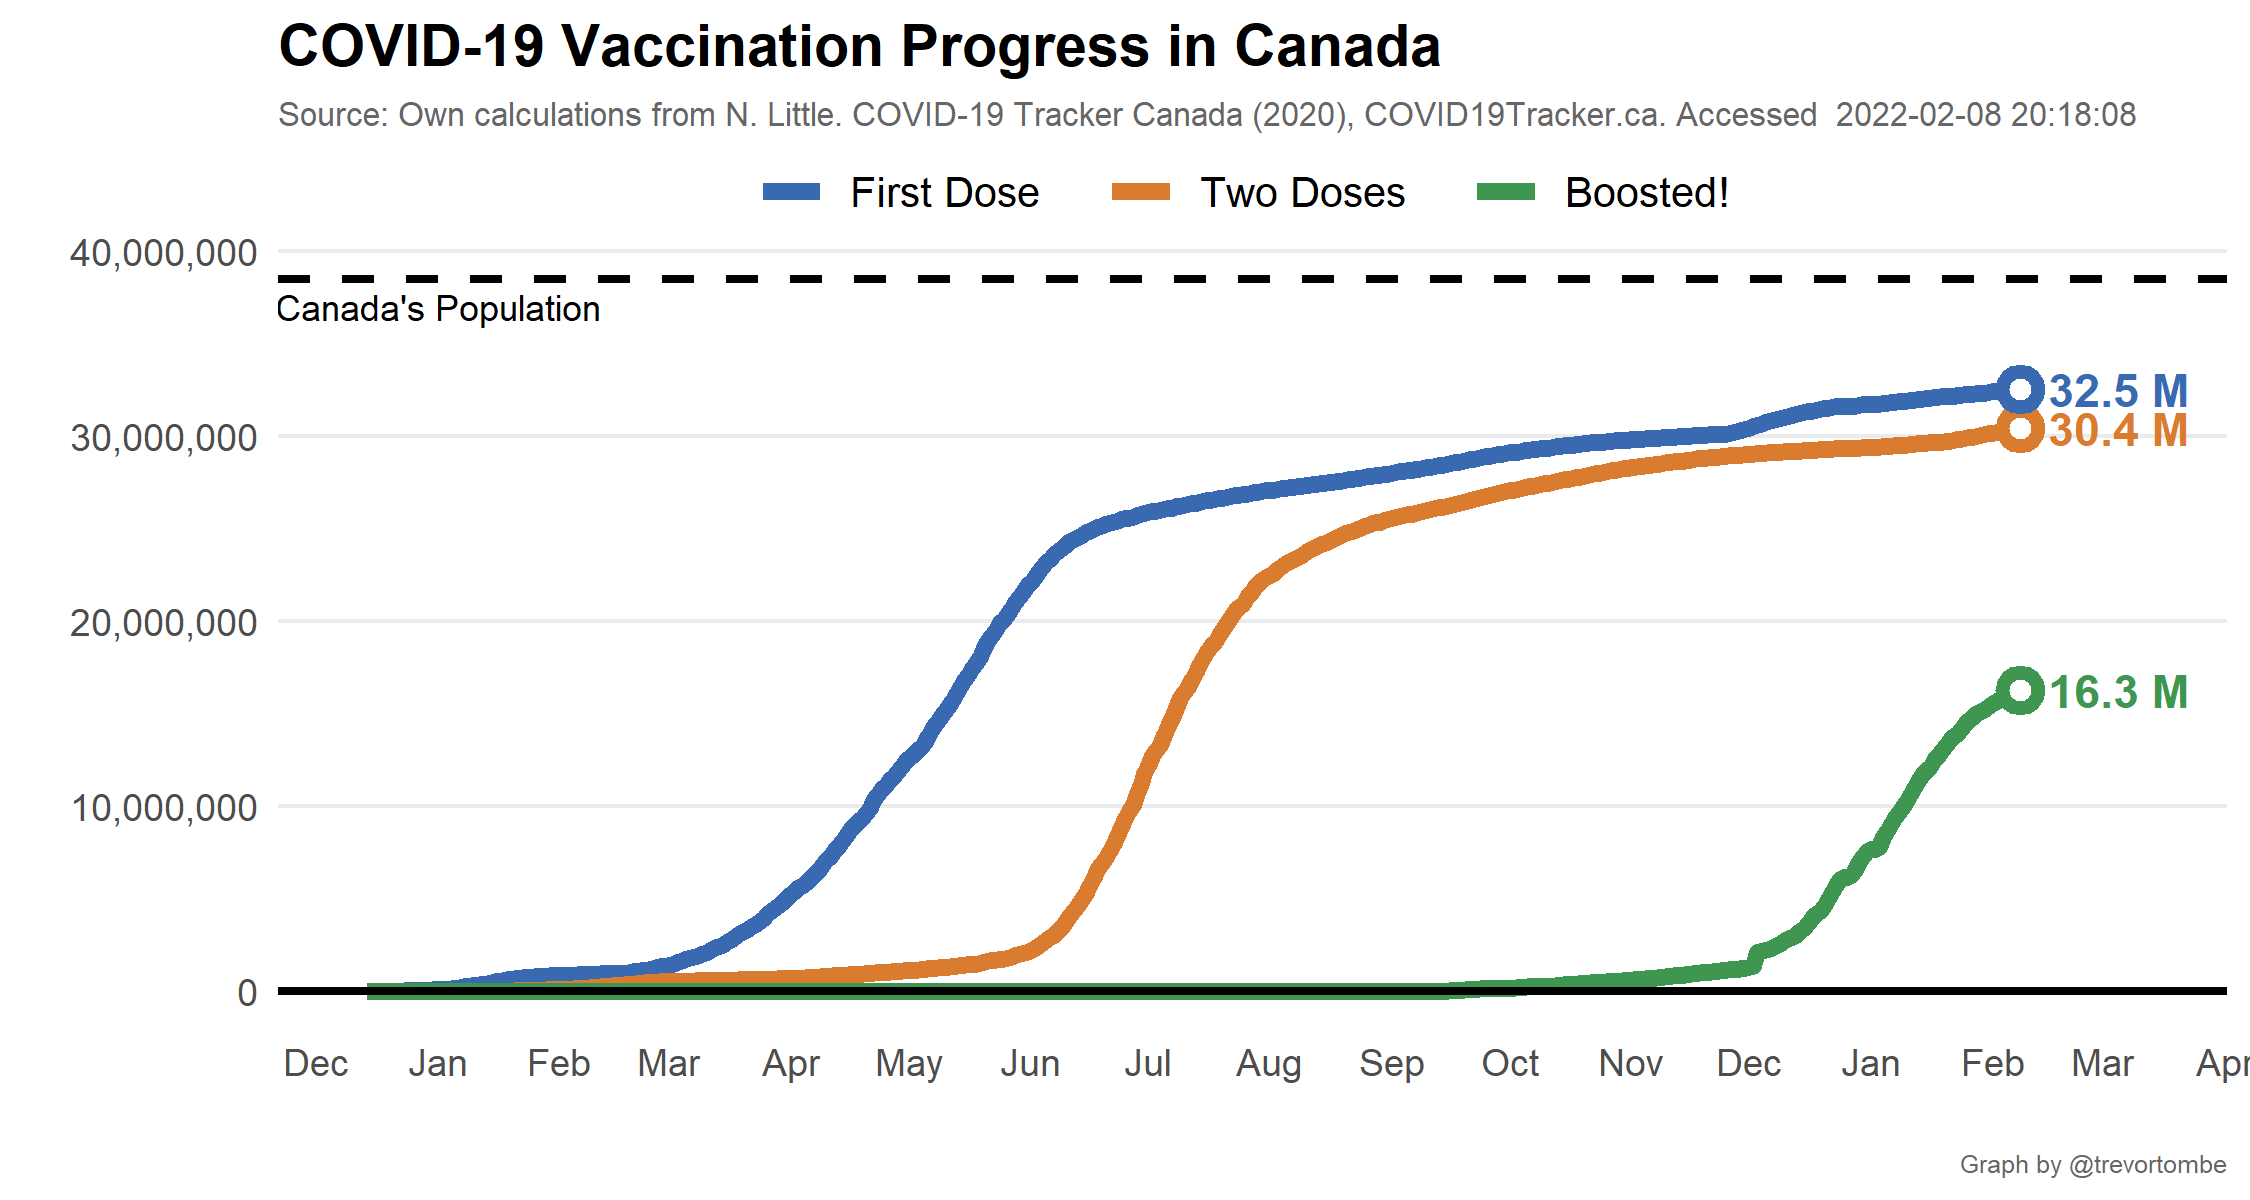 COVID-19 Vaccination Progress in Canada
Source: Own calculations from N. Little. COVID-19 Tracker Canada (2020), COVID19Tracker.ca. Accessed  2022-02-08 20:18:08
First Dose Two Doses Boosted!
40,000,000
Canada's Population
32.5 M
30,000,000 30.4 M
20,000,000
16.3 M
10,000,000
0
Dec Jan Feb Mar Apr May Jun Jul Aug Sep Oct Nov Dec Jan Feb Mar Apr
Graph by @trevortombe